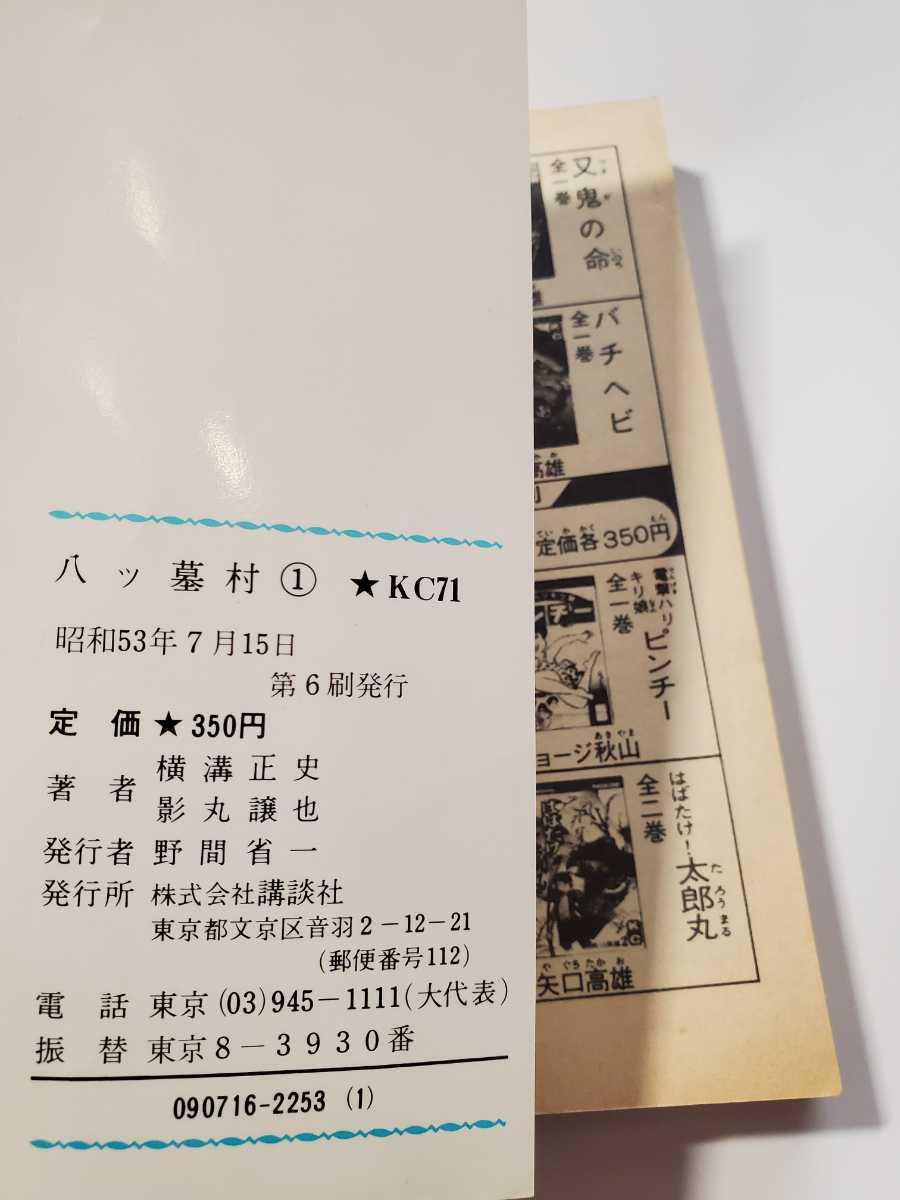 八ッ墓村① ★KC71
昭和53年7月15日
第6刷発行
定価 ★ 350円
著者 横溝正史
影丸譲也
発行者 野間省一
発行所 株式会社講談社
東京都文京区音羽2-12-21
(郵便番号112)
電話 東京(03)945-1111(大代表)
振替 東京8-3930番
090716-2253 (1)
又鬼の命
全一巻
バチヘビ
全一巻
高雄
定価各350円
電撃ハリキリ娘
ピンチー
全一巻
ョージ秋山
はばたけ!
太郎丸
全二巻
矢口高雄